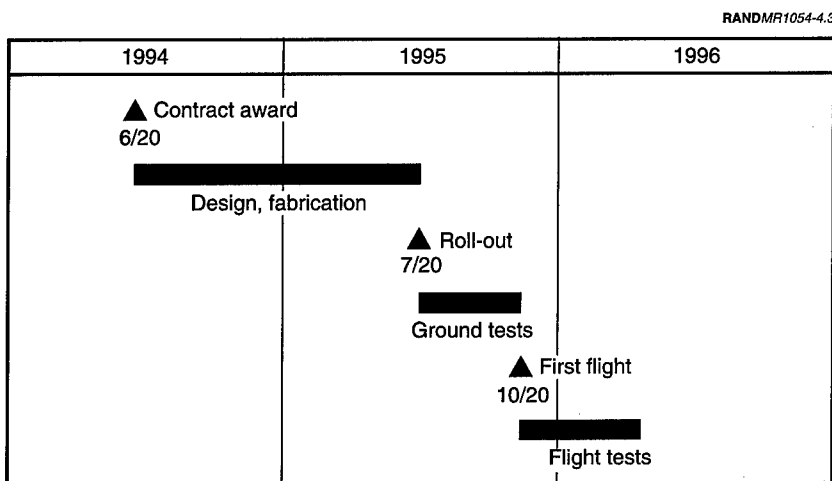 RANDMR1054-4.3
1994 1995 1996
Contract award
6/20
Design, fabrication
Roll-out
7/20
Ground tests
First flight
10/20
Flight tests